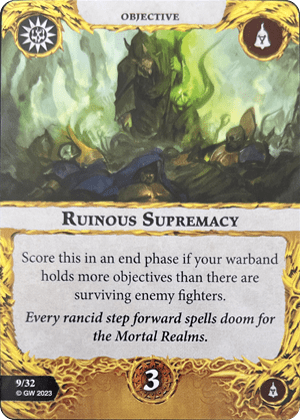 OBJECTIVE
RUINOUS SUPREMACY
Score this in an end phase if your warband
holds more objectives than there are
surviving enemy fighters.
Every rancid step forward spells doom for
the Mortal Realms.
9/32
© GW 2023
3